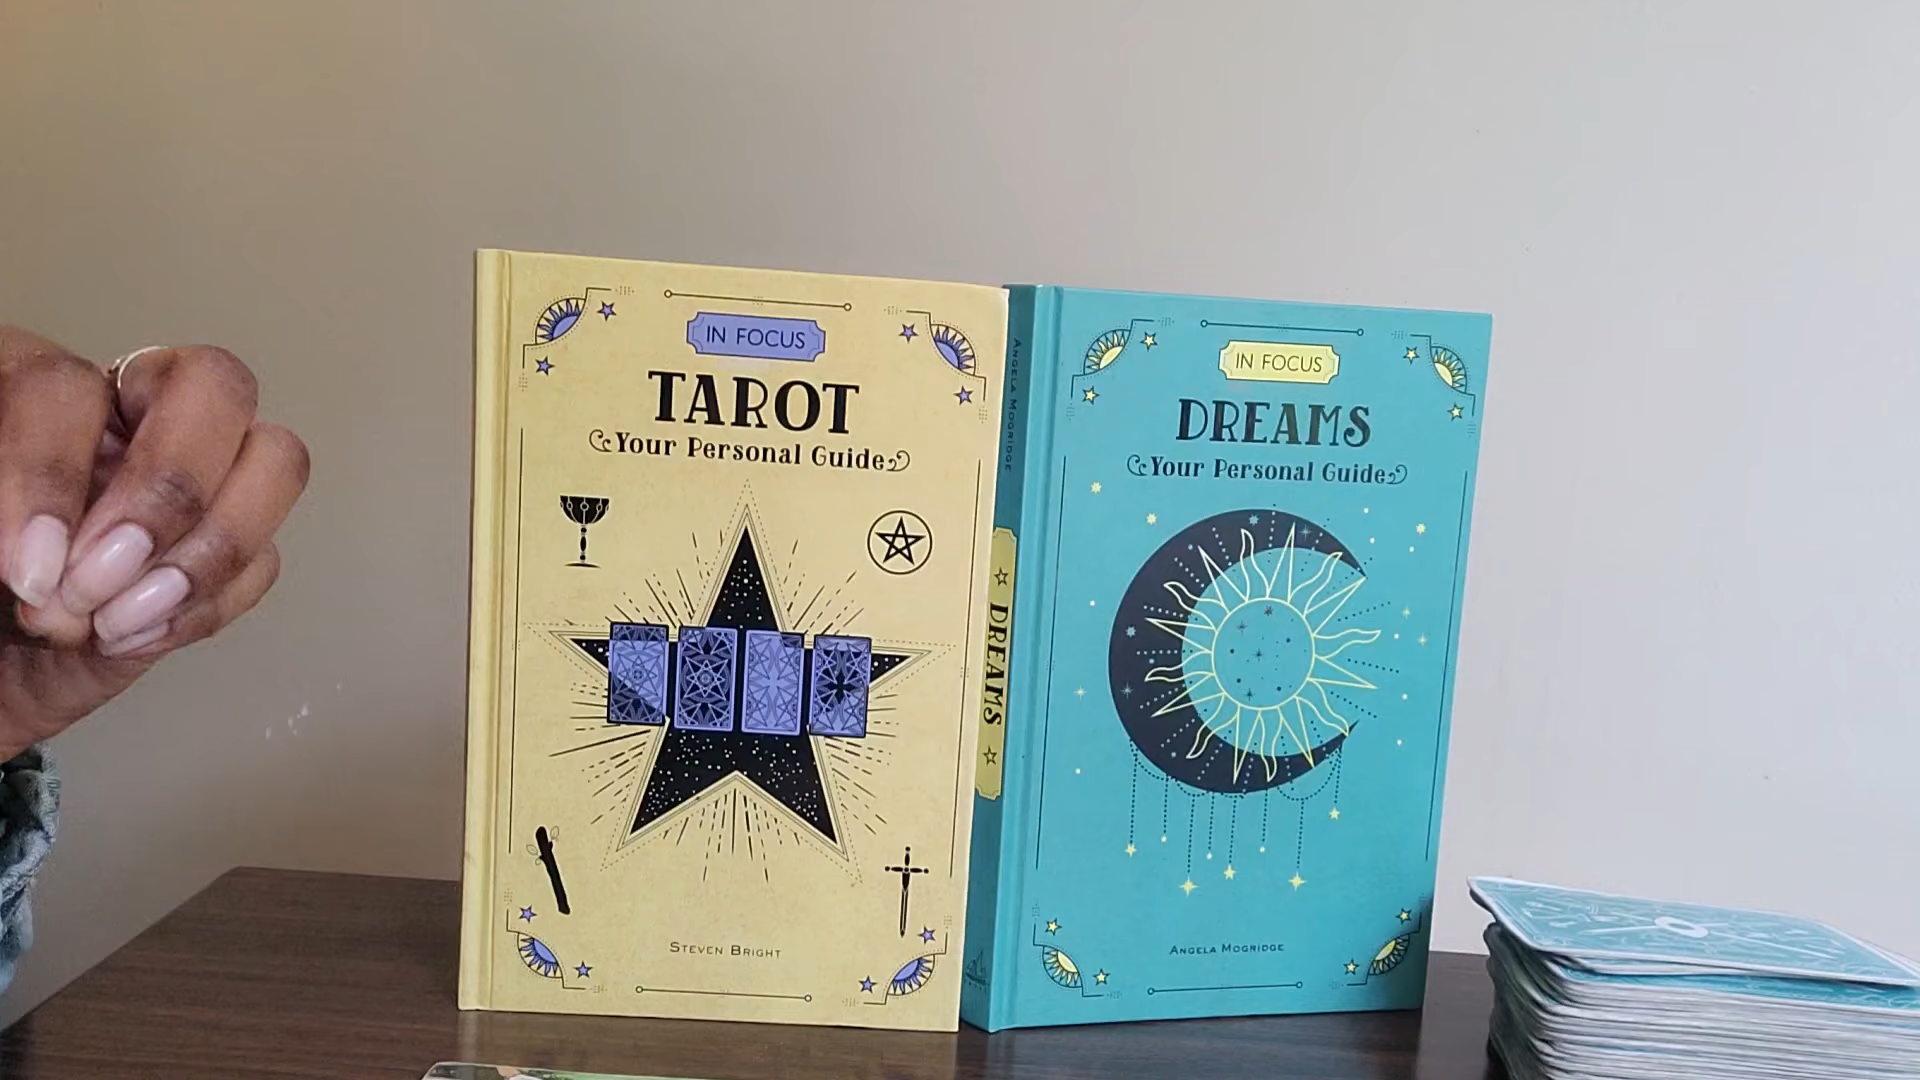 IN FOCUS
TAROT
Your Personal Guide
STEVEN BRIGHT
ANGELA MOGRIDGE
DREAMS
IN FOCUS
DREAMS
Your Personal Guide
ANGELA MOGRIDGE